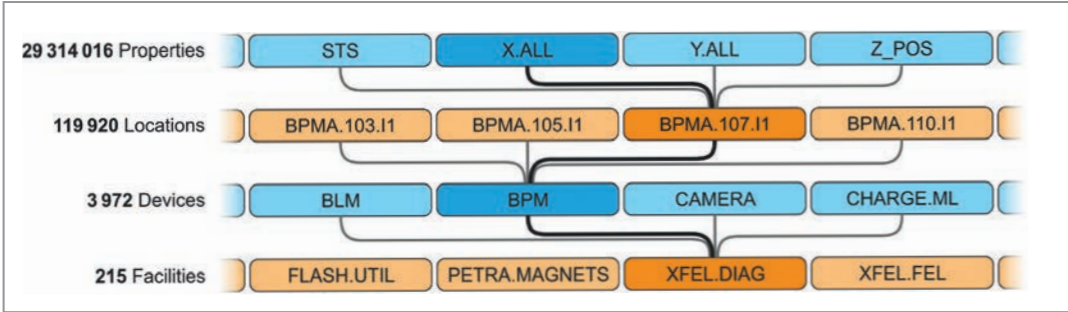 29 314 016 Properties STS X.ALL Y.ALL Z_POS
119 920 Locations BPMA.103.I1 BPMA.105.I1 BPMA.107.I1 BPMA.110.I1
3 972 Devices BLM BPM CAMERA CHARGE.ML
215 Facilities FLASH.UTIL PETRA.MAGNETS XFEL.DIAG XFEL.FEL